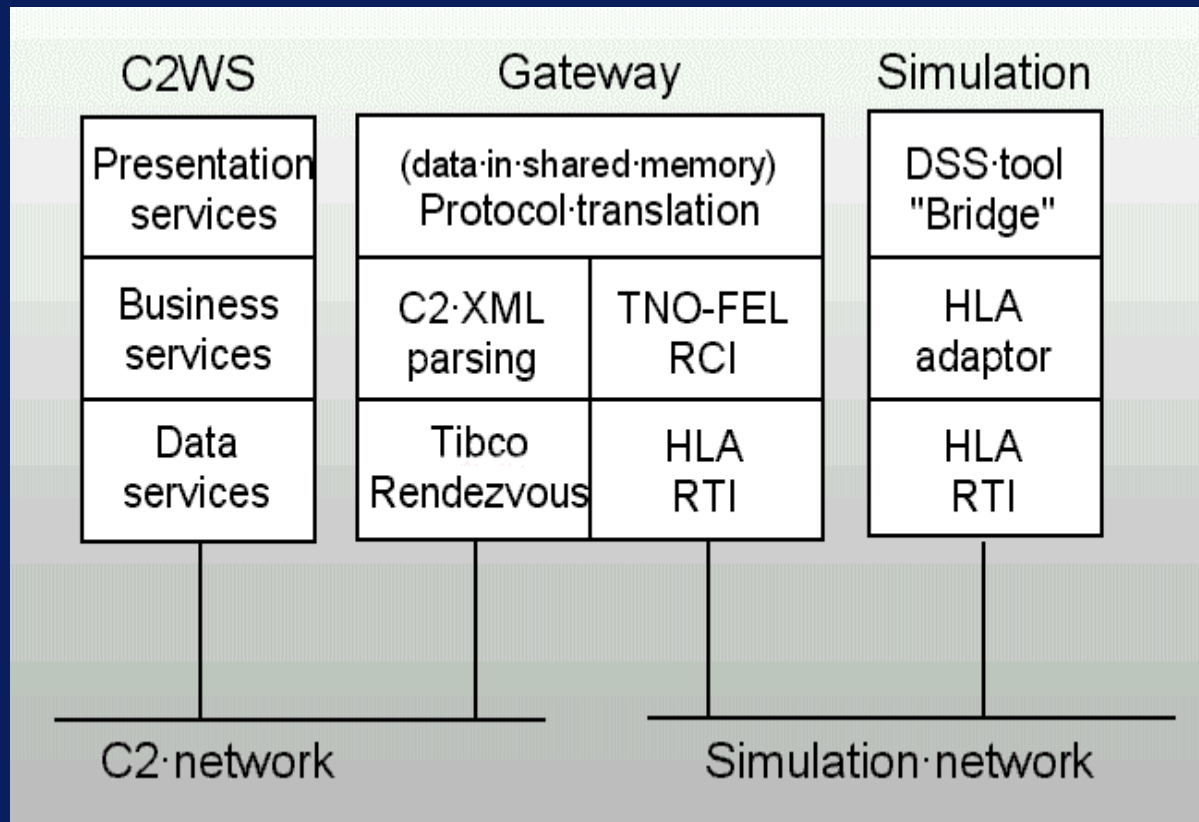 C2WS
Gateway
Simulation
Presentation
services
(data·in·shared·memory)
Protocol·translation
DSS·tool
"Bridge"
Business
services
C2·XML
parsing
TNO-FEL
RCI
HLA
adaptor
Data
services
Tibco
Rendezvous
HLA
RTI
HLA
RTI
C2·network
Simulation·network